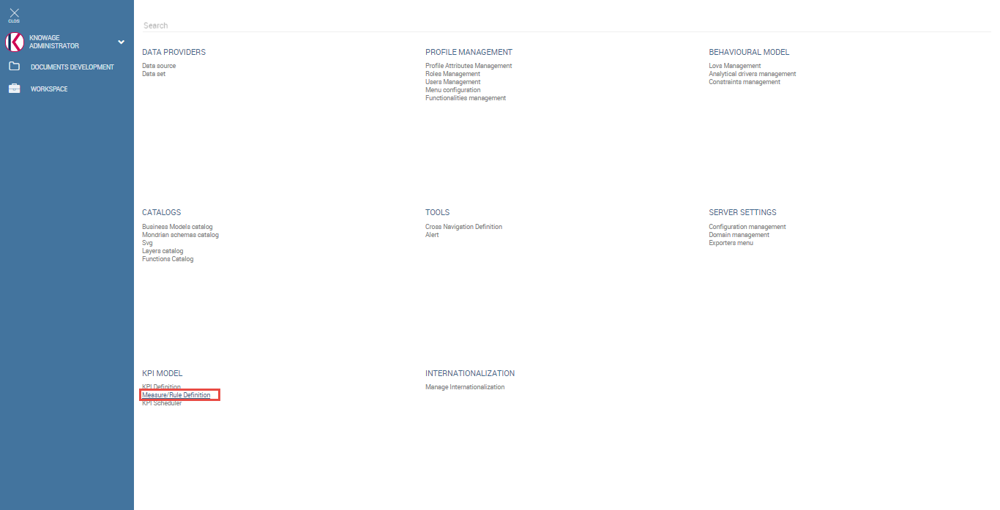 CLOS
KNOWAGE
ADMINISTRATOR
DOCUMENTS DEVELOPMENT
WORKSPACE
Search
DATA PROVIDERS
Data source
Data set
PROFILE MANAGEMENT
Profile Attributes Management
Roles Management
Users Management
Menu configuration
Functionalities management
BEHAVIOURAL MODEL
Lovs Management
Analytical drivers management
Constraints management
CATALOGS
Business Models catalog
Mondrian schemas catalog
Svg
Layers catalog
Functions Catalog
TOOLS
Cross Navigation Definition
Alert
SERVER SETTINGS
Configuration management
Domain management
Exporters menu
KPI MODEL
KPI Definition
Measure/Rule Definition
KPI Scheduler
INTERNATIONALIZATION
Manage Internationalization